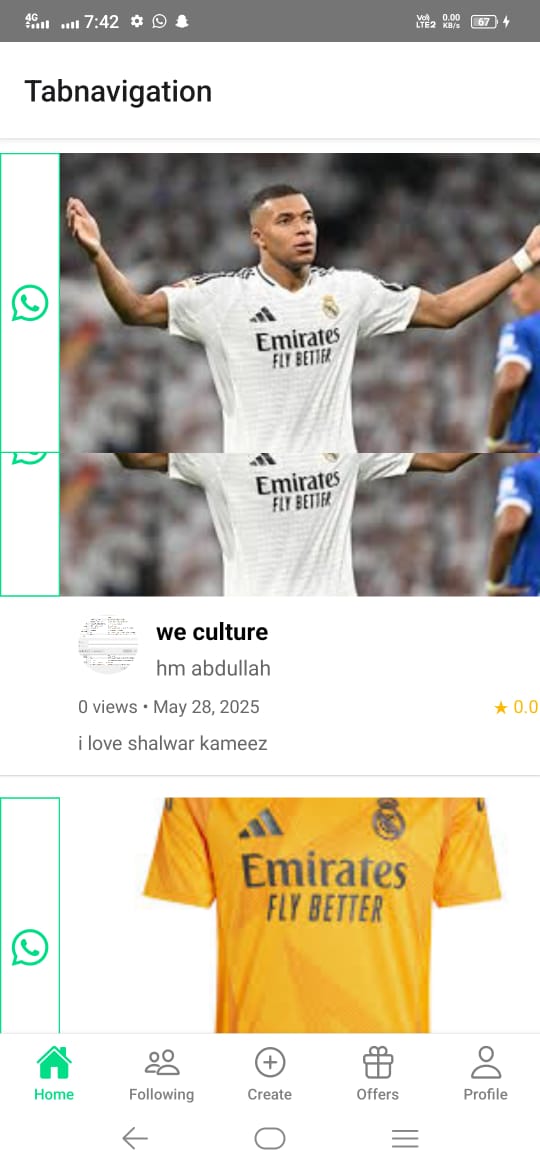 4G
7:42
Vo))
LTE2
0.00
KB/s
67
Tabnavigation
Emirates
FLY BETTER
Emirates
FLY BETTER
we culture
hm abdullah
0 views • May 28, 2025
★ 0.0
i love shalwar kameez
Emirates
FLY BETTER
Home
Following
Create
Offers
Profile